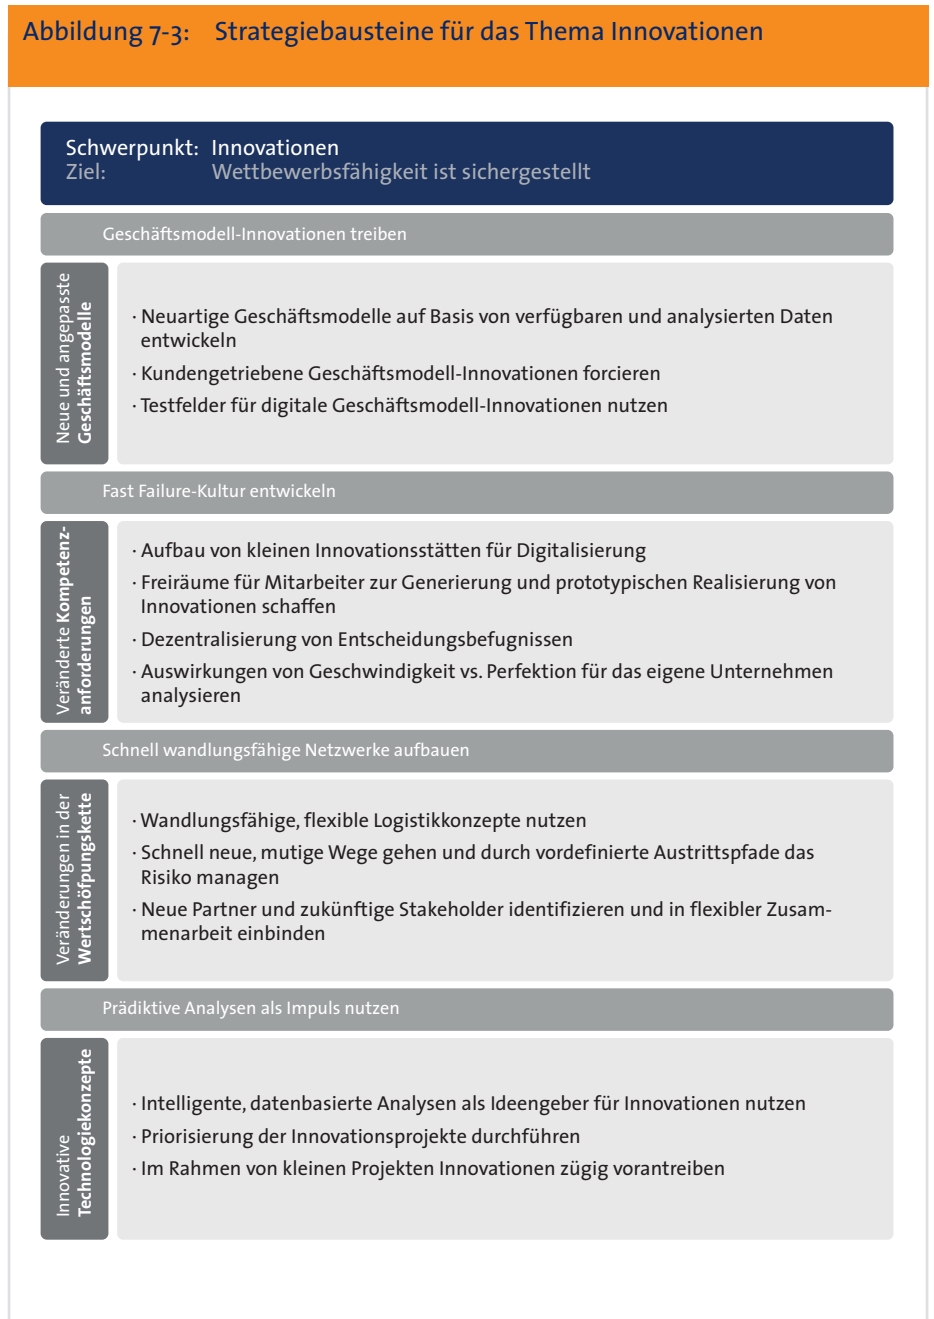 Abbildung 7-3: Strategiebausteine für das Thema Innovationen
Schwerpunkt: Innovationen
Ziel: Wettbewerbsfähigkeit ist sichergestellt
Geschäftsmodell-Innovationen treiben
Neue und angepasste
Geschäftsmodelle
· Neuartige Geschäftsmodelle auf Basis von verfügbaren und analysierten Daten
entwickeln
· Kundengetriebene Geschäftsmodell-Innovationen forcieren
· Testfelder für digitale Geschäftsmodell-Innovationen nutzen
Fast Failure-Kultur entwickeln
Veränderte Kompetenz-
anforderungen
· Aufbau von kleinen Innovationsstätten für Digitalisierung
· Freiräume für Mitarbeiter zur Generierung und prototypischen Realisierung von
Innovationen schaffen
· Dezentralisierung von Entscheidungsbefugnissen
· Auswirkungen von Geschwindigkeit vs. Perfektion für das eigene Unternehmen
analysieren
Schnell wandlungsfähige Netzwerke aufbauen
Veränderungen in der
Wertschöfpungskette
· Wandlungsfähige, flexible Logistikkonzepte nutzen
· Schnell neue, mutige Wege gehen und durch vordefinierte Austrittspfade das
Risiko managen
· Neue Partner und zukünftige Stakeholder identifizieren und in flexibler Zusam-
menarbeit einbinden
Prädiktive Analysen als Impuls nutzen
Innovative
Technologiekonzepte
· Intelligente, datenbasierte Analysen als Ideengeber für Innovationen nutzen
· Priorisierung der Innovationsprojekte durchführen
· Im Rahmen von kleinen Projekten Innovationen zügig vorantreiben